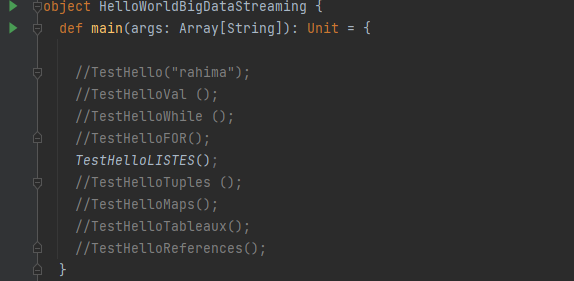 object HelloWorldBigDataStreaming {
def main(args: Array[String]): Unit = {
//TestHello("rahima");
//TestHelloVal ();
//TestHelloWhile ();
//TestHelloFOR();
TestHelloLISTES();
//TestHelloTuples ();
//TestHelloMaps();
//TestHelloTableaux();
//TestHelloReferences();
}